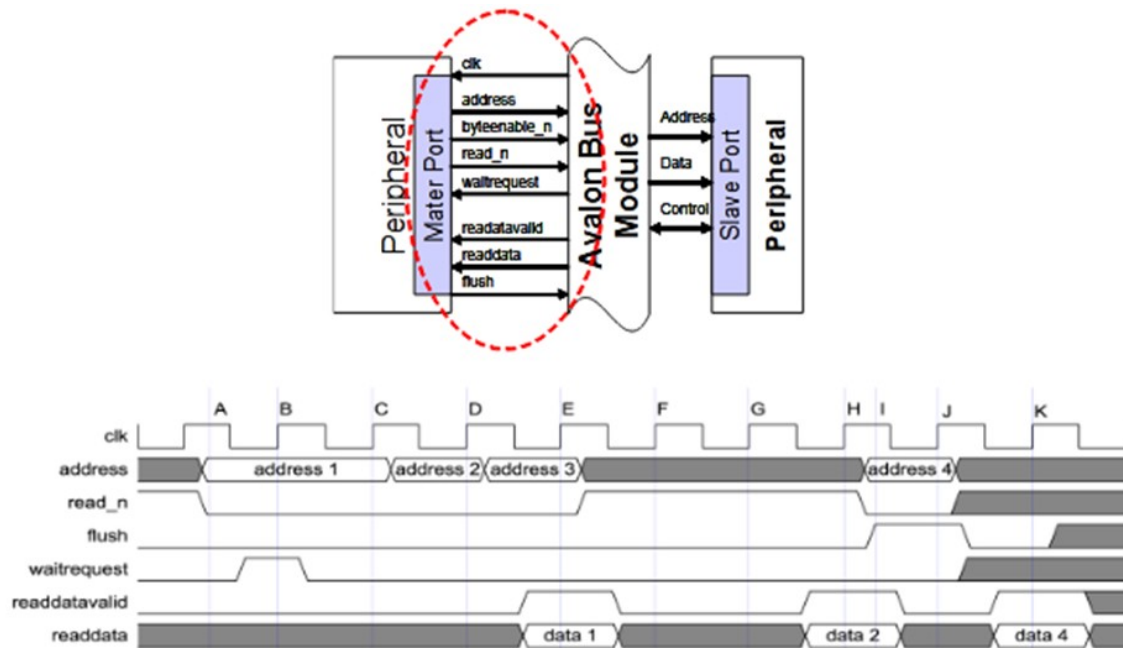 clk
address
byteenable_n
read_n
waitrequest
readatavalid
readdata
flush
Peripheral
Mater Port
Avalon Bus
Module
Address
Data
Control
Slave Port
Peripheral
A B C D E F G H I J K
clk
address address 1 address 2 address 3 address 4
read_n
flush
waitrequest
readdatavalid
readdata data 1 data 2 data 4